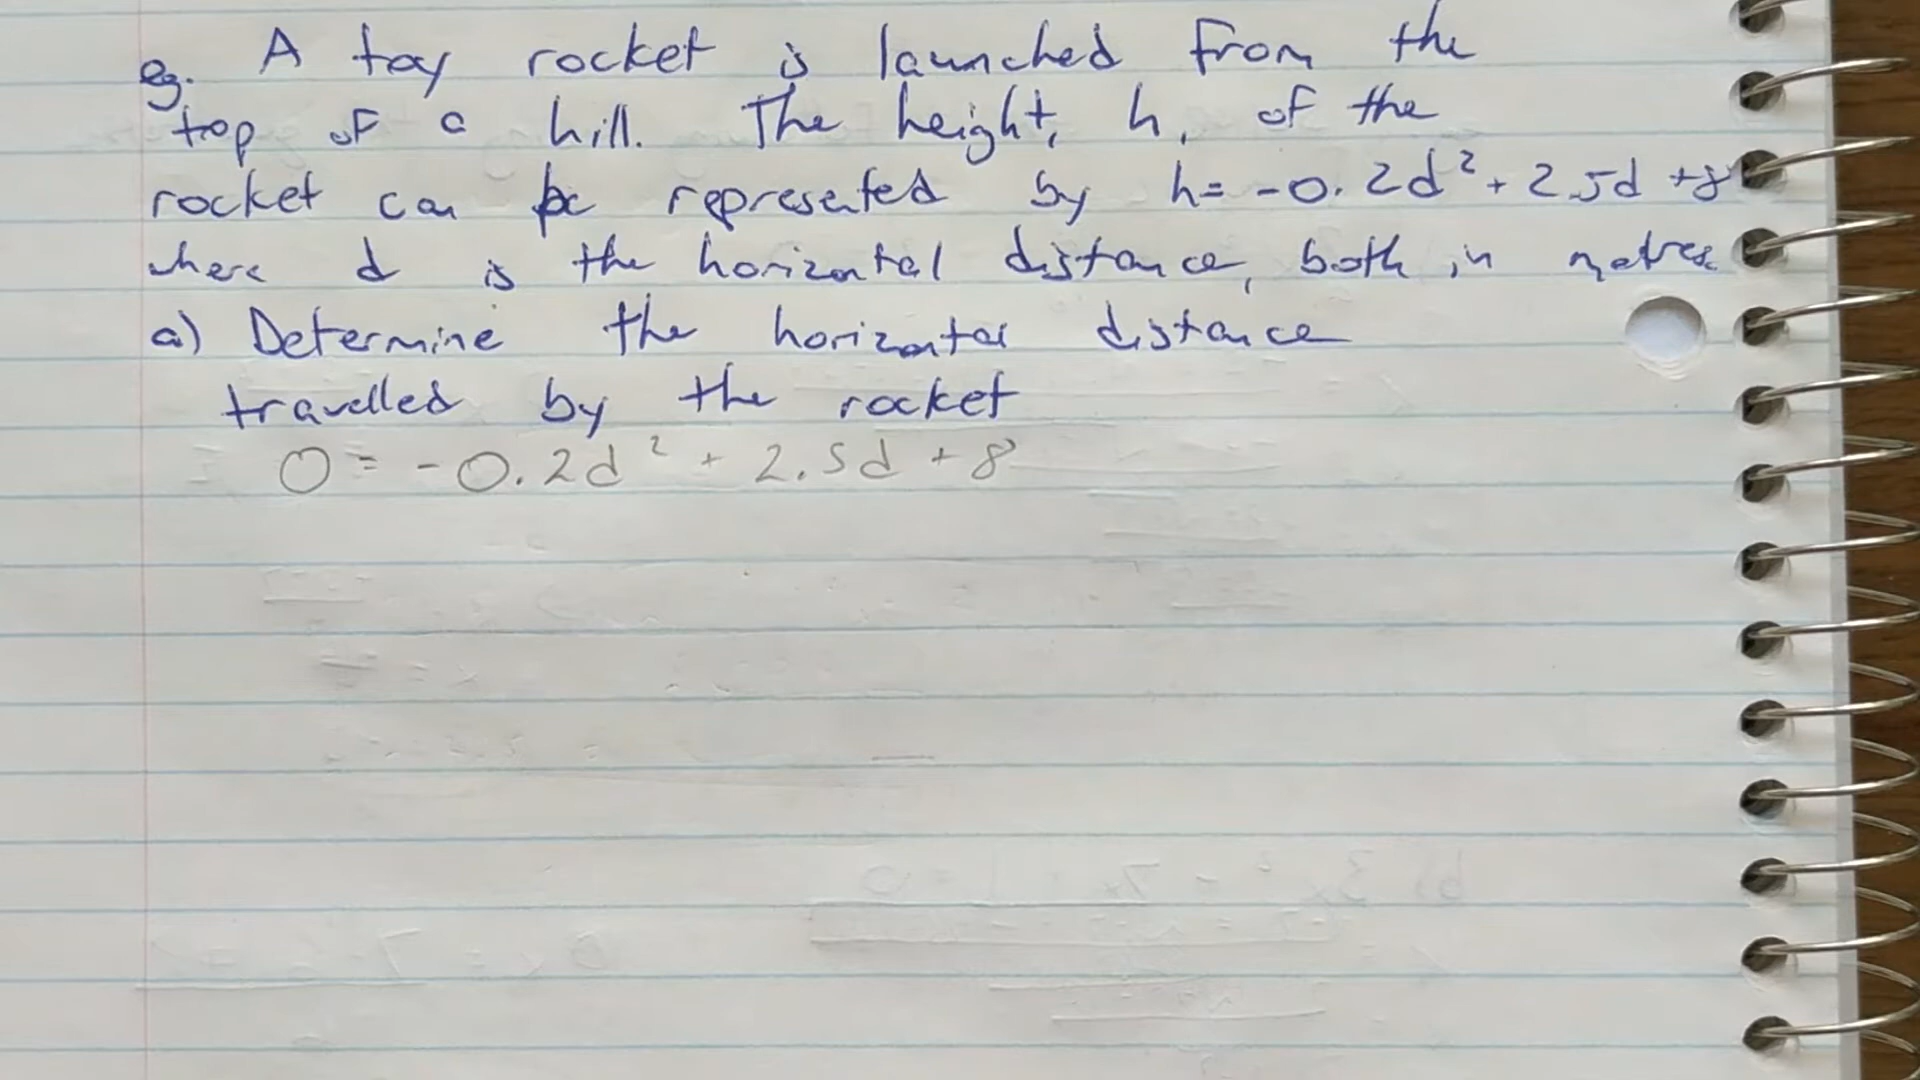 eg. A toy rocket is launched from the
top of a hill. The height, h, of the
rocket can be represented by h= -0.2d² + 2.5d +8
where d is the horizontal distance, both in metres
a) Determine the horizontal distance
travelled by the rocket
0 = -0.2d² + 2.5d + 8